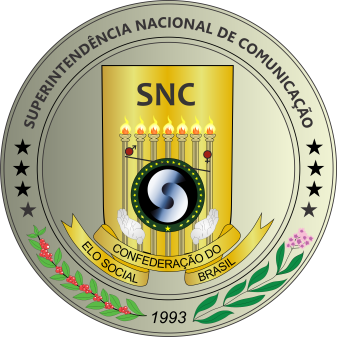 SUPERINTENDÊNCIA NACIONAL DE COMUNICAÇÃO
SNC
ELO SOCIAL
CONFEDERAÇÃO DO
BRASIL
1993